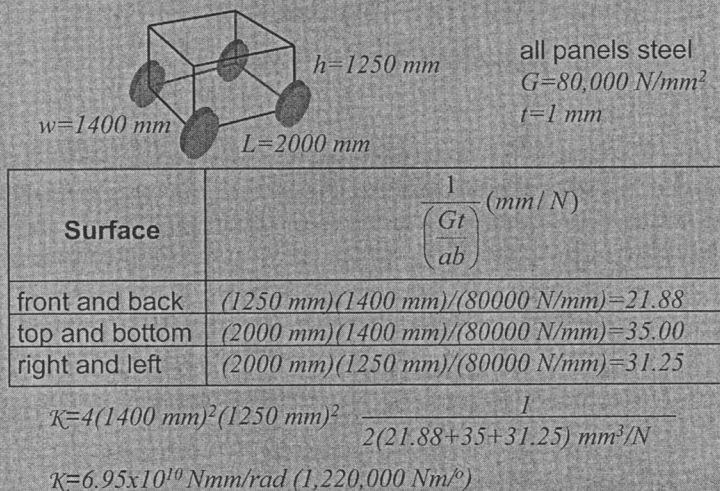 h=1250 mm
w=1400 mm
L=2000 mm
all panels steel
G=80,000 N/mm²
t=1 mm
Surface
1/(Gt/ab) (mm/N)
front and back (1250 mm)(1400 mm)/(80000 N/mm)=21.88
top and bottom (2000 mm)(1400 mm)/(80000 N/mm)=35.00
right and left (2000 mm)(1250 mm)/(80000 N/mm)=31.25
K=4(1400 mm)²(1250 mm)² 1/2(21.88+35+31.25) mm³/N
K=6.95x10¹⁰ Nmm/rad (1,220,000 Nm/º)